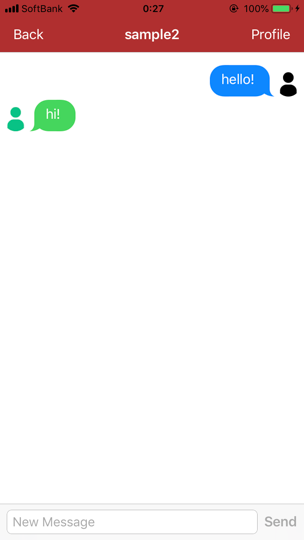 SoftBank 0:27 100%
Back sample2 Profile
hello!
hi!
New Message Send